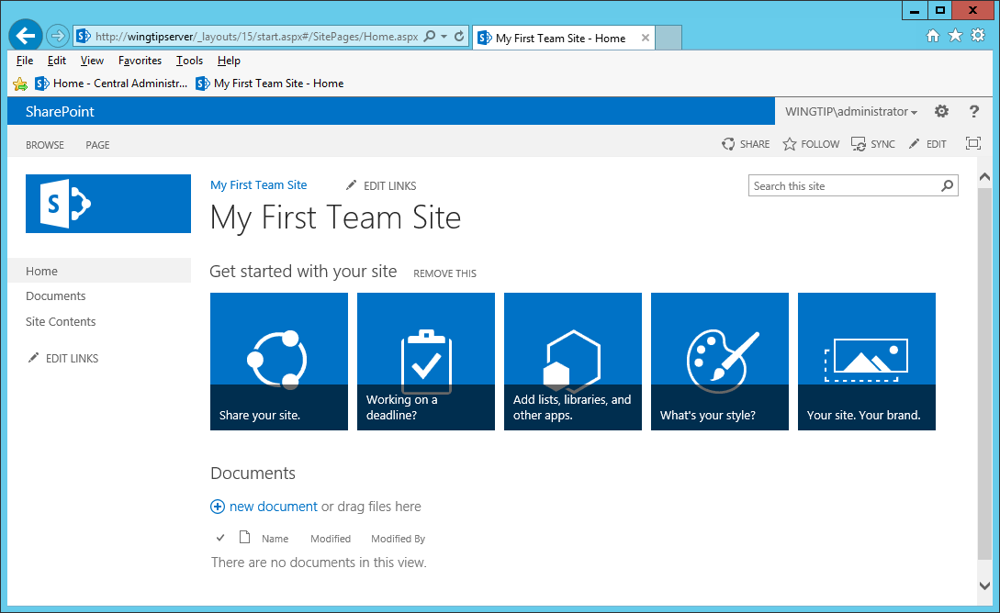 http://wingtipserver/_layouts/15/start.aspx#/SitePages/Home.aspx
My First Team Site - Home
File Edit View Favorites Tools Help
Home - Central Administr... My First Team Site - Home
SharePoint WINGTIP\administrator ?
BROWSE PAGE SHARE FOLLOW SYNC EDIT
S
My First Team Site EDIT LINKS Search this site
My First Team Site
Home
Documents
Site Contents
EDIT LINKS
Get started with your site REMOVE THIS
Share your site.
Working on a
deadline?
Add lists, libraries, and
other apps.
What's your style?
Your site. Your brand.
Documents
new document or drag files here
Name Modified Modified By
There are no documents in this view.